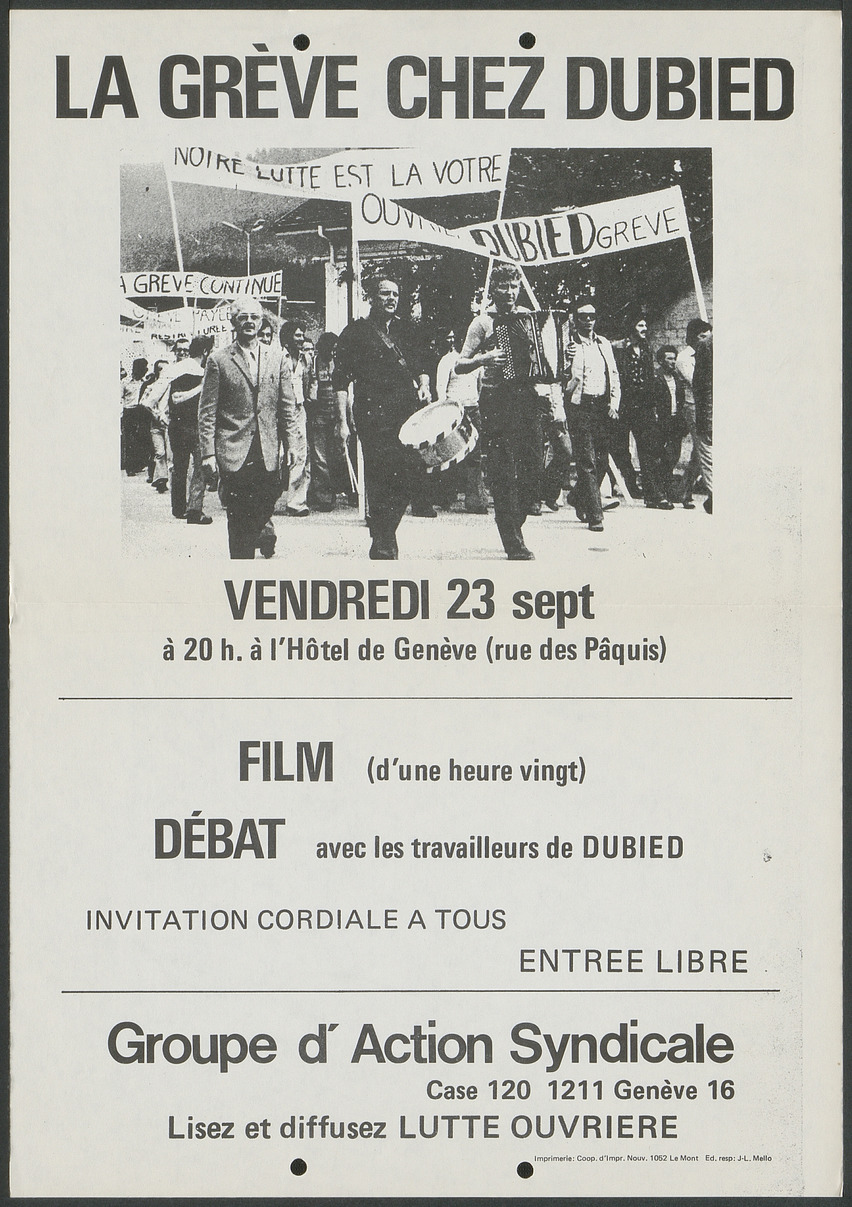 LA GRÈVE CHEZ DUBIED
NOTRE LUTTE EST LA VOTRE
DUBIED GREVE
A GREVE CONTINUE
VENDREDI 23 sept
à 20 h. à l'Hôtel de Genève (rue des Pâquis)
FILM (d'une heure vingt)
DÉBAT avec les travailleurs de DUBIED
INVITATION CORDIALE A TOUS
ENTREE LIBRE
Groupe d´ Action Syndicale
Case 120 1211 Genève 16
Lisez et diffusez LUTTE OUVRIERE
Imprimerie: Coop. d'Impr. Nouv. 1052 Le Mont Ed. resp: J-L. Mello